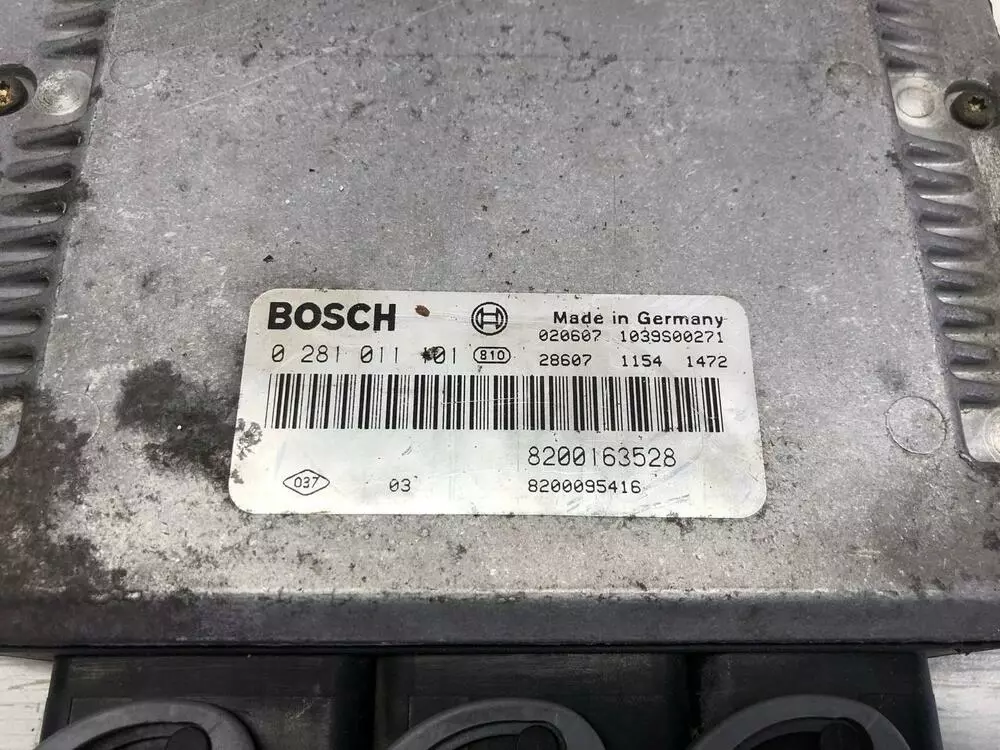 BOSCH Made in Germany
020607 1039S00271
0 281 011 810 28607 1154 1472
8200163528
037 03 8200095416